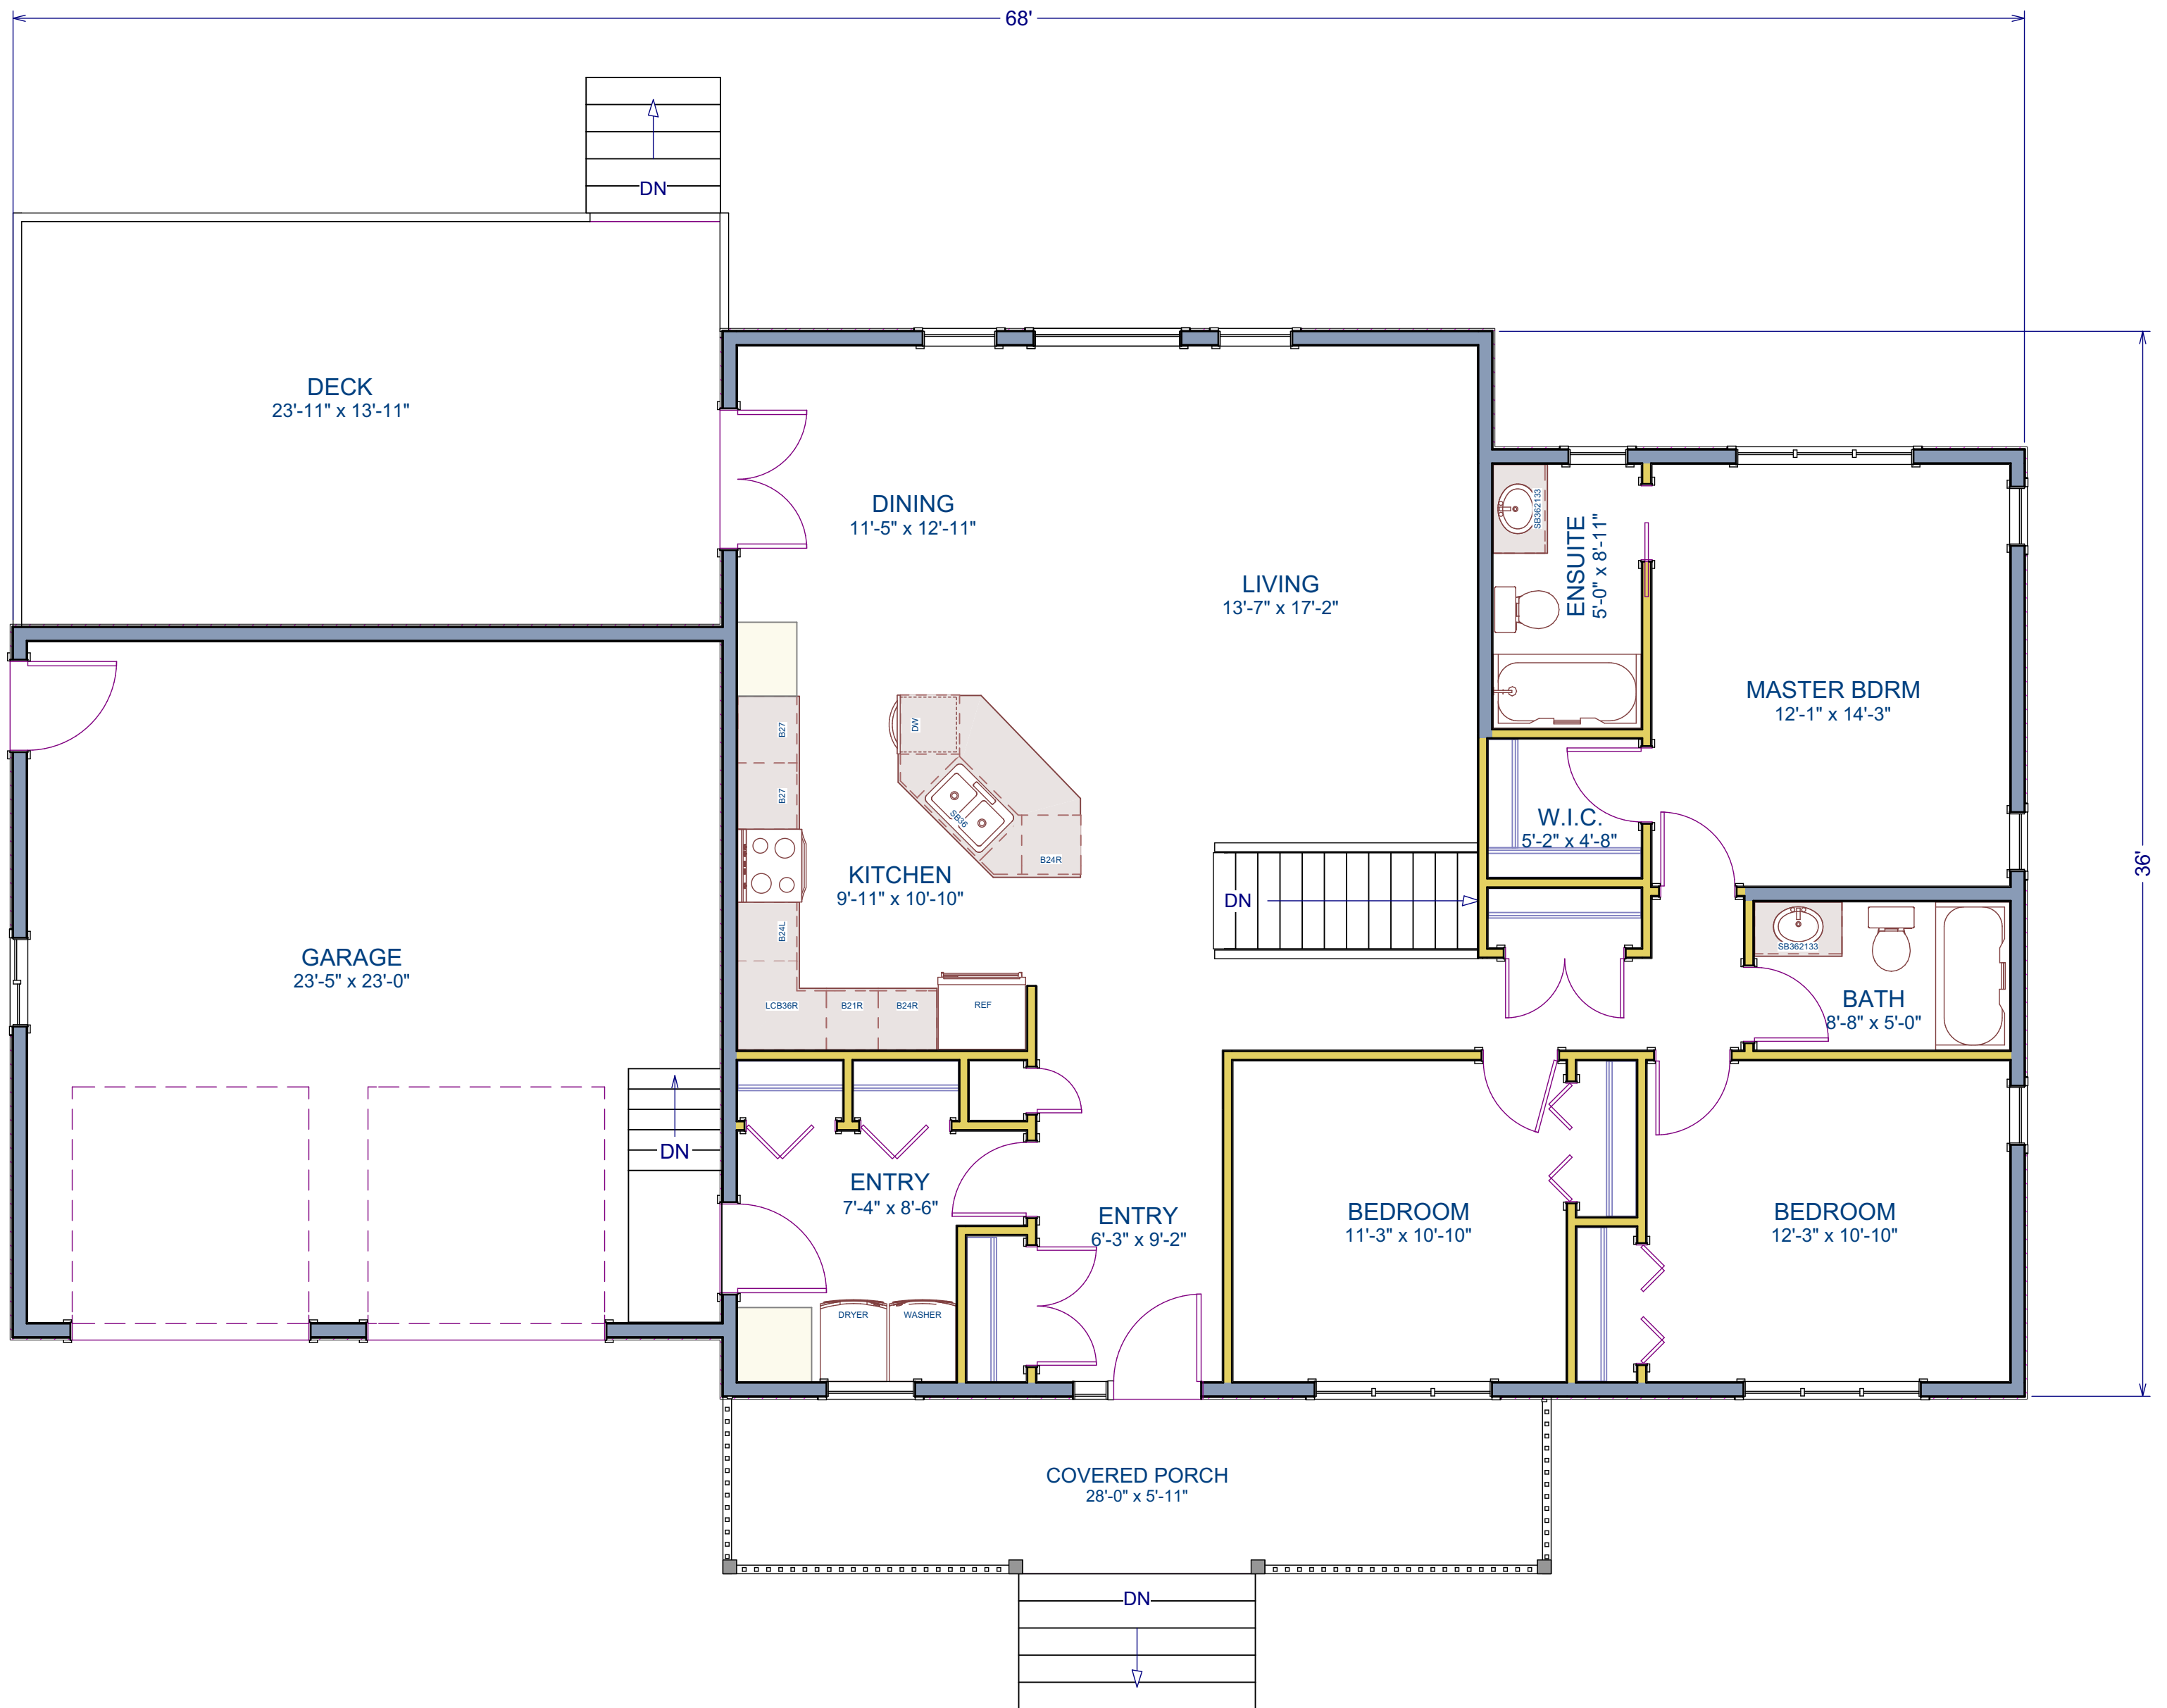 68'
DN
DECK
23'-11" x 13'-11"
DINING
11'-5" x 12'-11"
LIVING
13'-7" x 17'-2"
SB362133
ENSUITE
5'-0" x 8'-11"
MASTER BDRM
12'-1" x 14'-3"
DW
B27
B27
SB36
B24R
W.I.C.
5'-2" x 4'-8"
36'
KITCHEN
9'-11" x 10'-10"
DN
B24L
SB362133
GARAGE
23'-5" x 23'-0"
LCB36R
B21R
B24R
REF
BATH
8'-8" x 5'-0"
DN
ENTRY
7'-4" x 8'-6"
ENTRY
6'-3" x 9'-2"
BEDROOM
11'-3" x 10'-10"
BEDROOM
12'-3" x 10'-10"
DRYER
WASHER
COVERED PORCH
28'-0" x 5'-11"
DN